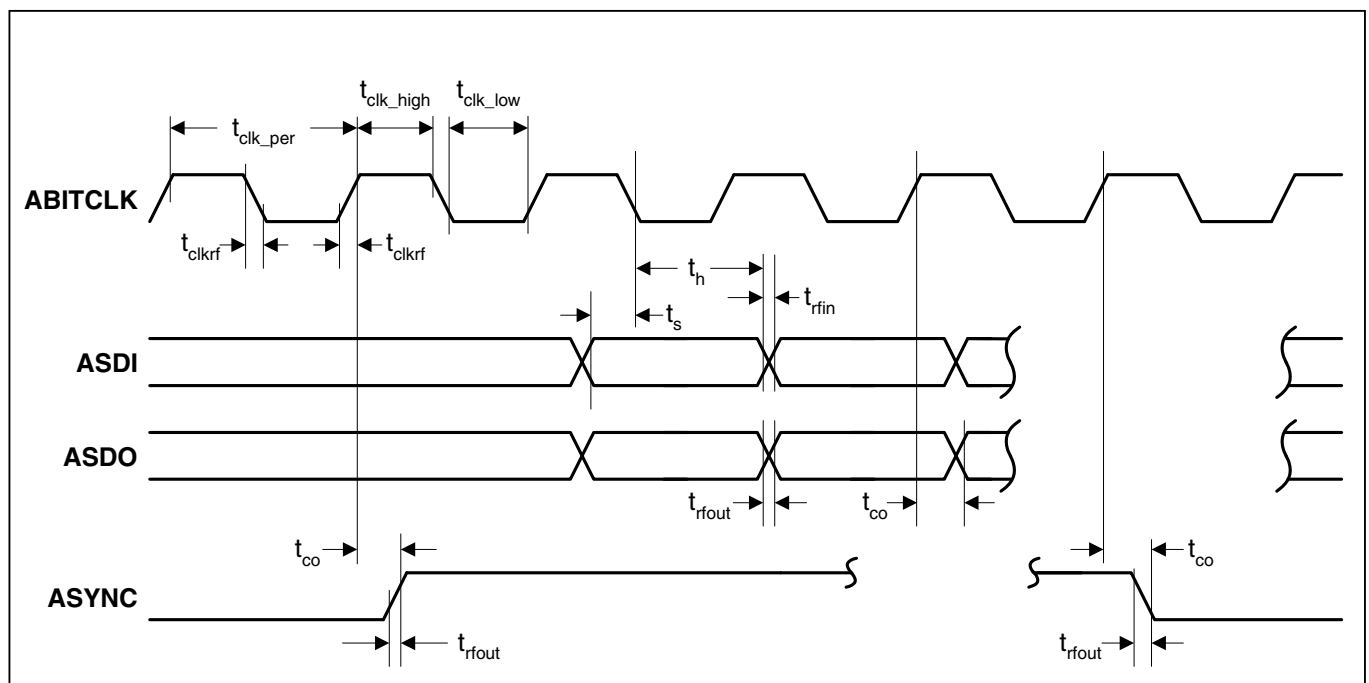 t_clk_high
t_clk_low
t_clk_per
ABITCLK
t_clkrf
t_clkrf
t_h
t_rfin
t_s
ASDI
ASDO
t_rfout
t_co
t_co
t_co
ASYNC
t_rfout
t_rfout